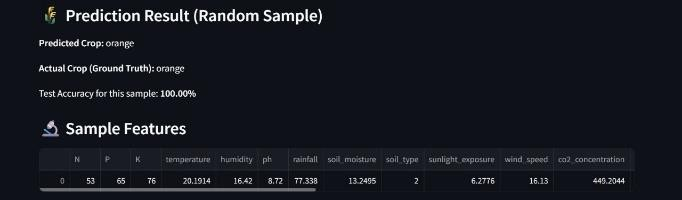 Prediction Result (Random Sample)
Predicted Crop: orange
Actual Crop (Ground Truth): orange
Test Accuracy for this sample: 100.00%
Sample Features
N P K temperature humidity ph rainfall soil_moisture soil_type sunlight_exposure wind_speed co2_concentration
0 53 65 76 20.1914 16.42 8.72 77.338 13.2495 2 6.2776 16.13 449.2044